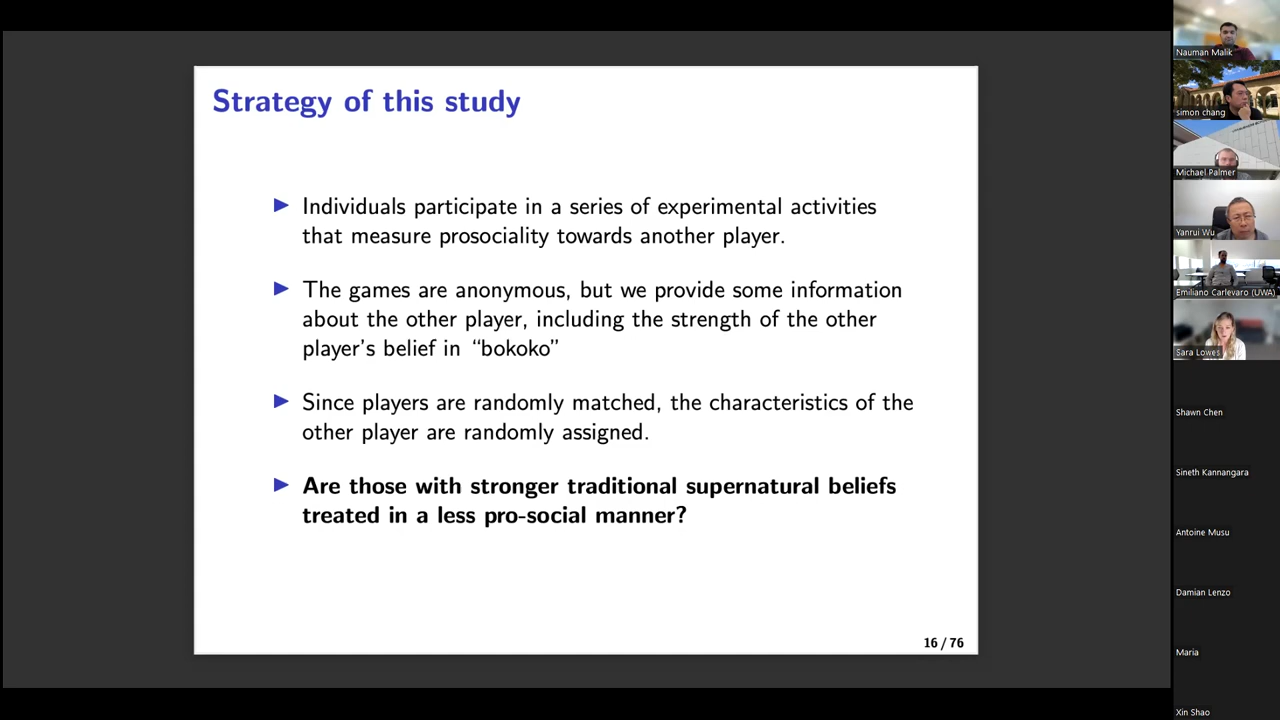 Strategy of this study
▶ Individuals participate in a series of experimental activities
that measure prosociality towards another player.
▶ The games are anonymous, but we provide some information
about the other player, including the strength of the other
player's belief in “bokoko”
▶ Since players are randomly matched, the characteristics of the
other player are randomly assigned.
▶ Are those with stronger traditional supernatural beliefs
treated in a less pro-social manner?
16 / 76
Nauman Malik
simon chang
Michael Palmer
Yanrui Wu
Emiliano Carlevaro (UWA)
Sara Lowes
Shawn Chen
Sineth Kannangara
Antoine Musu
Damian Lenzo
Maria
Xin Shao